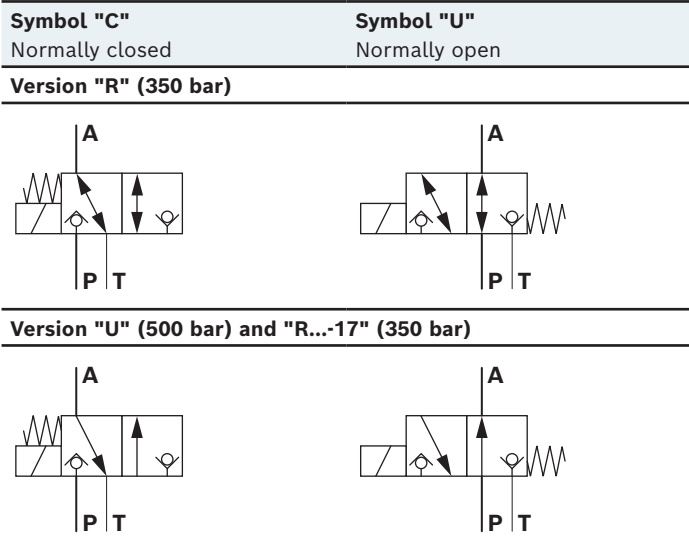 Symbol "C" Symbol "U"
Normally closed Normally open
Version "R" (350 bar)
A A
P T P T
Version "U" (500 bar) and "R...-17" (350 bar)
A A
P T P T